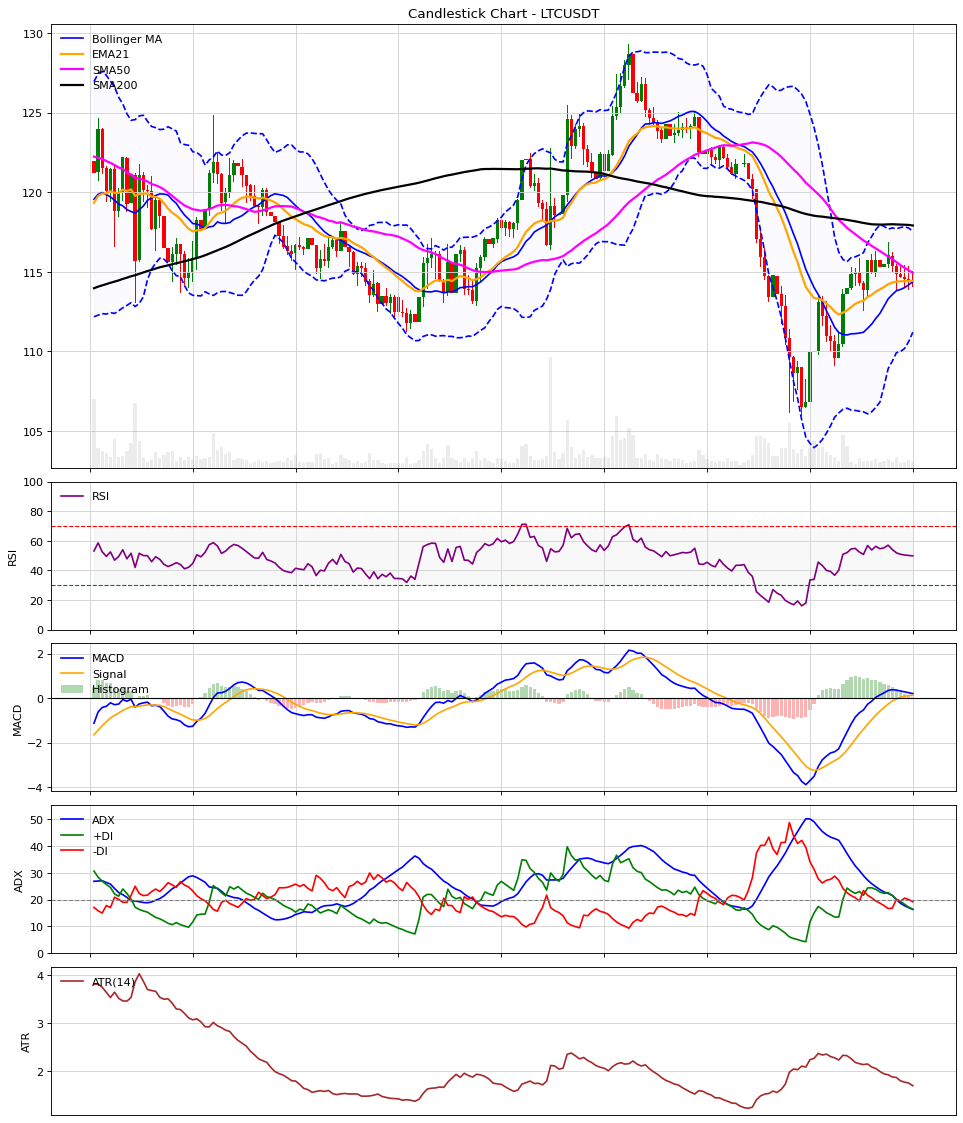 Candlestick Chart - LTCUSDT
130
125
120
115
110
105
Bollinger MA
EMA21
SMA50
SMA200
100
80
60
40
20
0
RSI
RSI
2
0
−2
−4
MACD
MACD
Signal
Histogram
50
40
30
20
10
0
ADX
ADX
+DI
-DI
4
3
2
ATR
ATR(14)